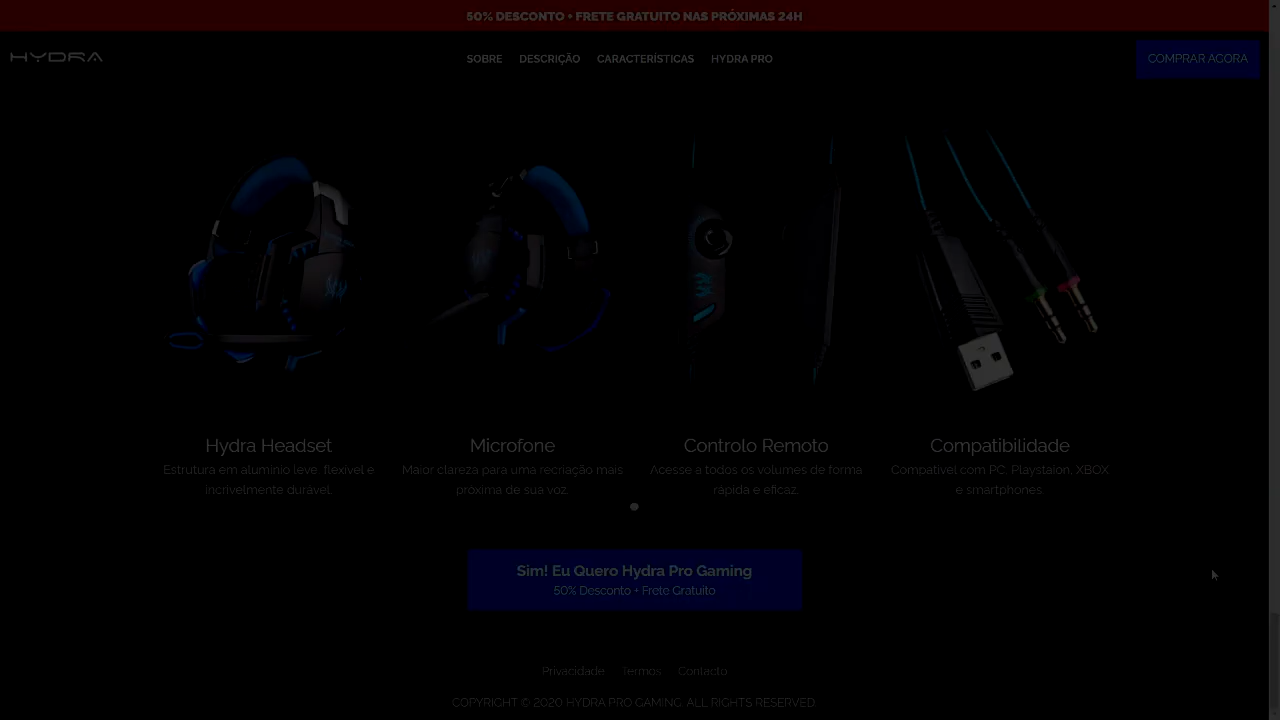 50% DESCONTO + FRETE GRATUITO NAS PRÓXIMAS 24H
HYDRA
SOBRE DESCRIÇÃO CARACTERÍSTICAS HYDRA PRO
COMPRAR AGORA
Hydra Headset
Estrutura em alumínio leve, flexível e
incrivelmente durável.
Microfone
Maior clareza para uma recriação mais
próxima de sua voz.
Controlo Remoto
Acesse a todos os volumes de forma
rápida e eficaz.
Compatibilidade
Compatível com PC, Playstaion, XBOX
e smartphones
Sim! Eu Quero Hydra Pro Gaming
50% Desconto + Frete Gratuito
Privacidade Termos Contacto
COPYRIGHT © 2020 HYDRA PRO GAMING. ALL RIGHTS RESERVED